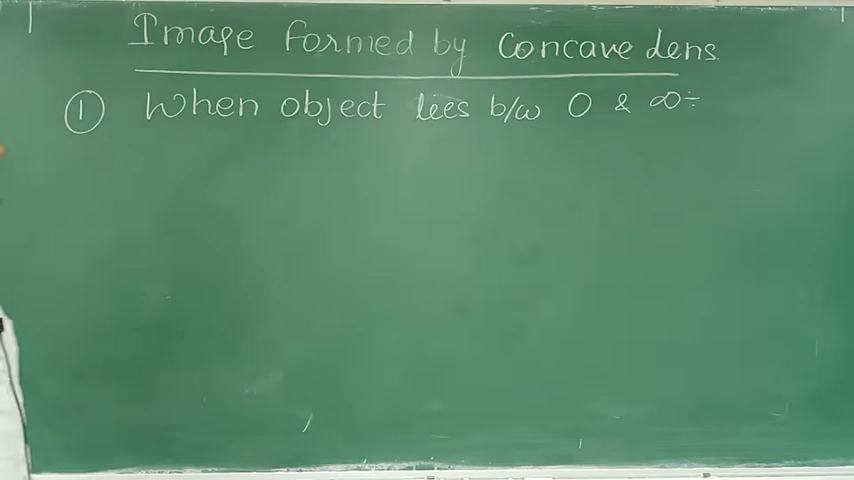 Image formed by Concave Lens
① When object lies b/w O & ∞÷